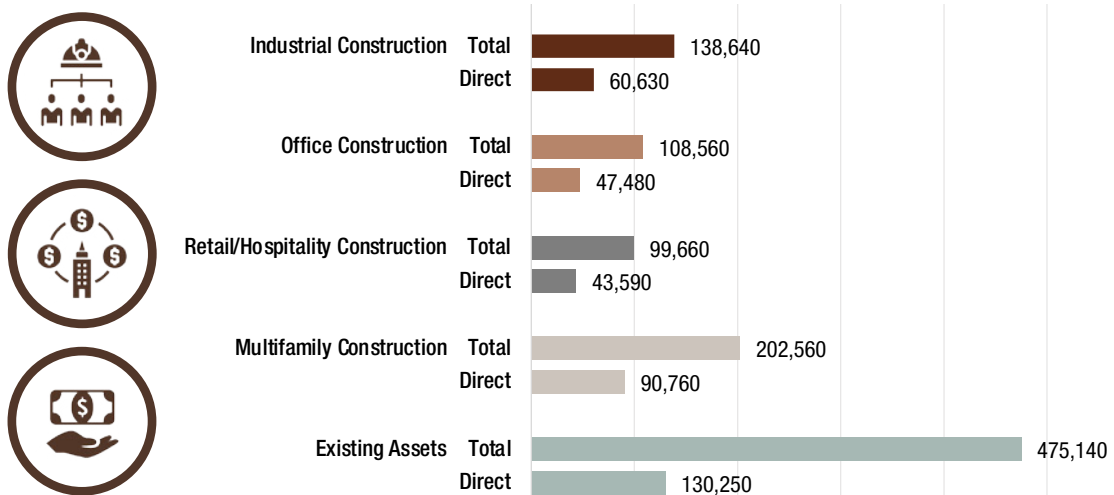 Industrial Construction Total 138,640
Direct 60,630
Office Construction Total 108,560
Direct 47,480
Retail/Hospitality Construction Total 99,660
Direct 43,590
Multifamily Construction Total 202,560
Direct 90,760
Existing Assets Total 475,140
Direct 130,250